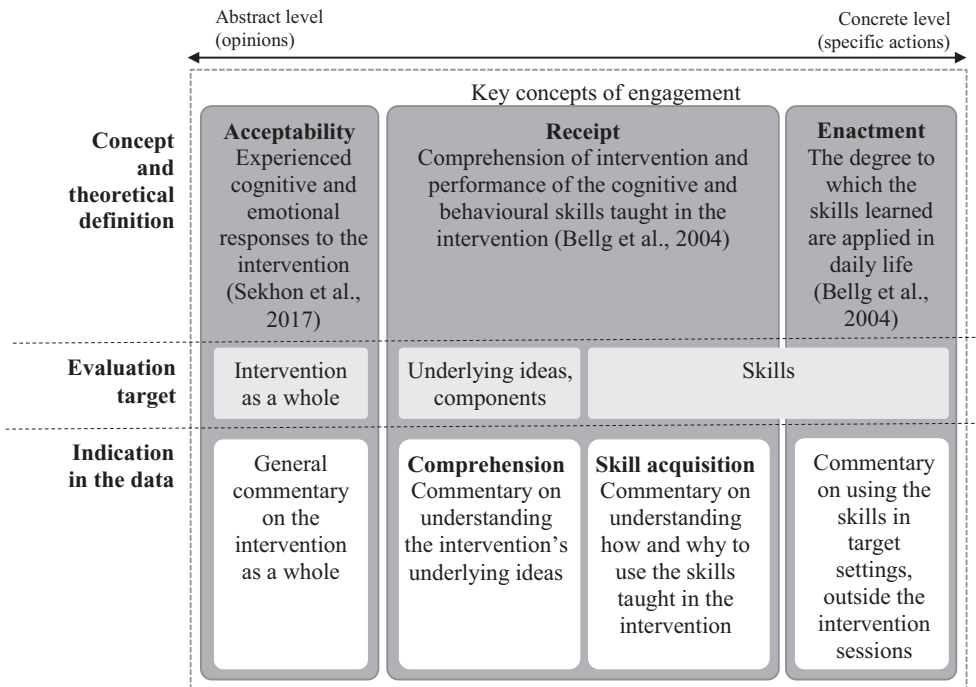 Abstract level
(opinions)
Concrete level
(specific actions)
Key concepts of engagement
Concept
and
theoretical
definition
Acceptability
Experienced
cognitive and
emotional
responses to the
intervention
(Sekhon et al.,
2017)
Receipt
Comprehension of intervention and
performance of the cognitive and
behavioural skills taught in the
intervention (Bellg et al., 2004)
Enactment
The degree to
which the
skills learned
are applied in
daily life
(Bellg et al.,
2004)
Evaluation
target
Intervention
as a whole
Underlying ideas,
components
Skills
Indication
in the data
General
commentary
on the
intervention
as a whole
Comprehension
Commentary on
understanding
the intervention’s
underlying ideas
Skill acquisition
Commentary on
understanding
how and why to
use the skills
taught in the
intervention
Commentary
on using the
skills in
target
settings,
outside the
intervention
sessions